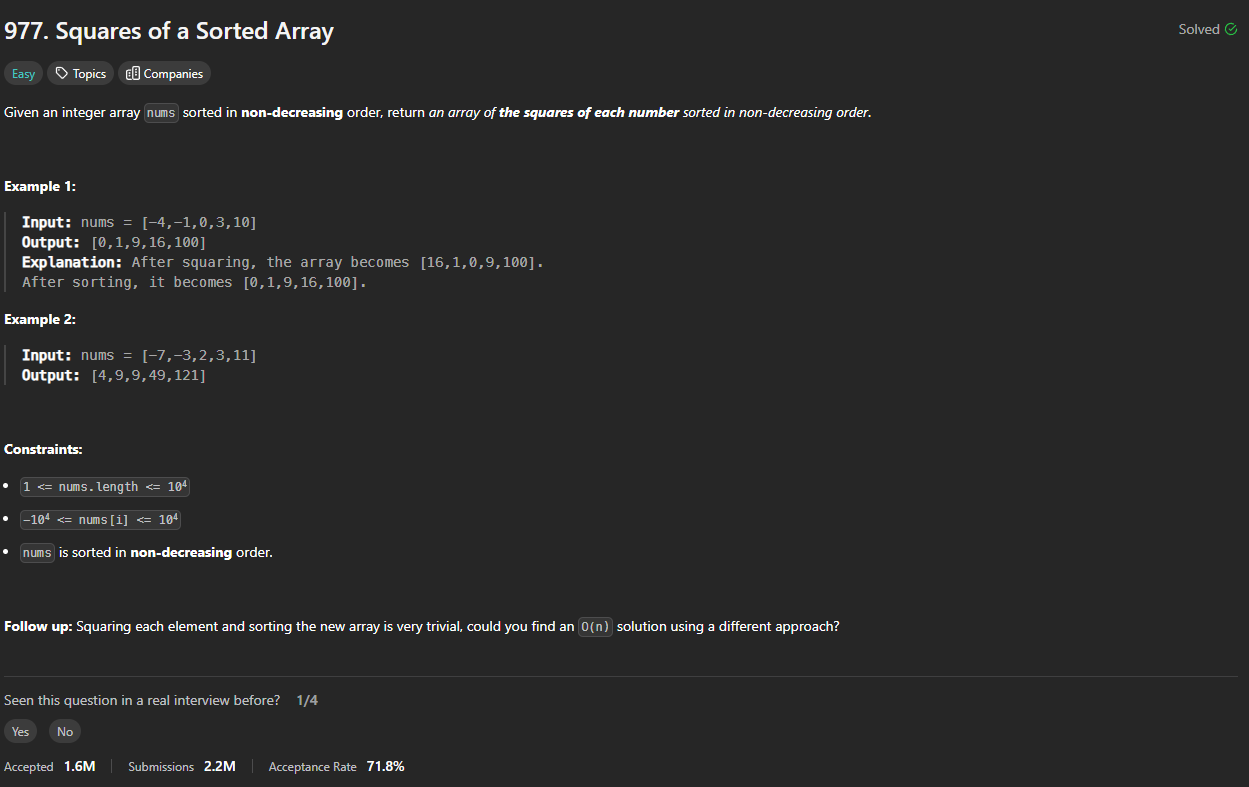 977. Squares of a Sorted Array
Solved
Easy
Topics
Companies
Given an integer array nums sorted in non-decreasing order, return an array of the squares of each number sorted in non-decreasing order.
Example 1:
Input: nums = [-4,-1,0,3,10]
Output: [0,1,9,16,100]
Explanation: After squaring, the array becomes [16,1,0,9,100].
After sorting, it becomes [0,1,9,16,100].
Example 2:
Input: nums = [-7,-3,2,3,11]
Output: [4,9,9,49,121]
Constraints:
• 1 <= nums.length <= 10⁴
• -10⁴ <= nums[i] <= 10⁴
• nums is sorted in non-decreasing order.
Follow up: Squaring each element and sorting the new array is very trivial, could you find an O(n) solution using a different approach?
Seen this question in a real interview before? 1/4
Yes
No
Accepted 1.6M
Submissions 2.2M
Acceptance Rate 71.8%